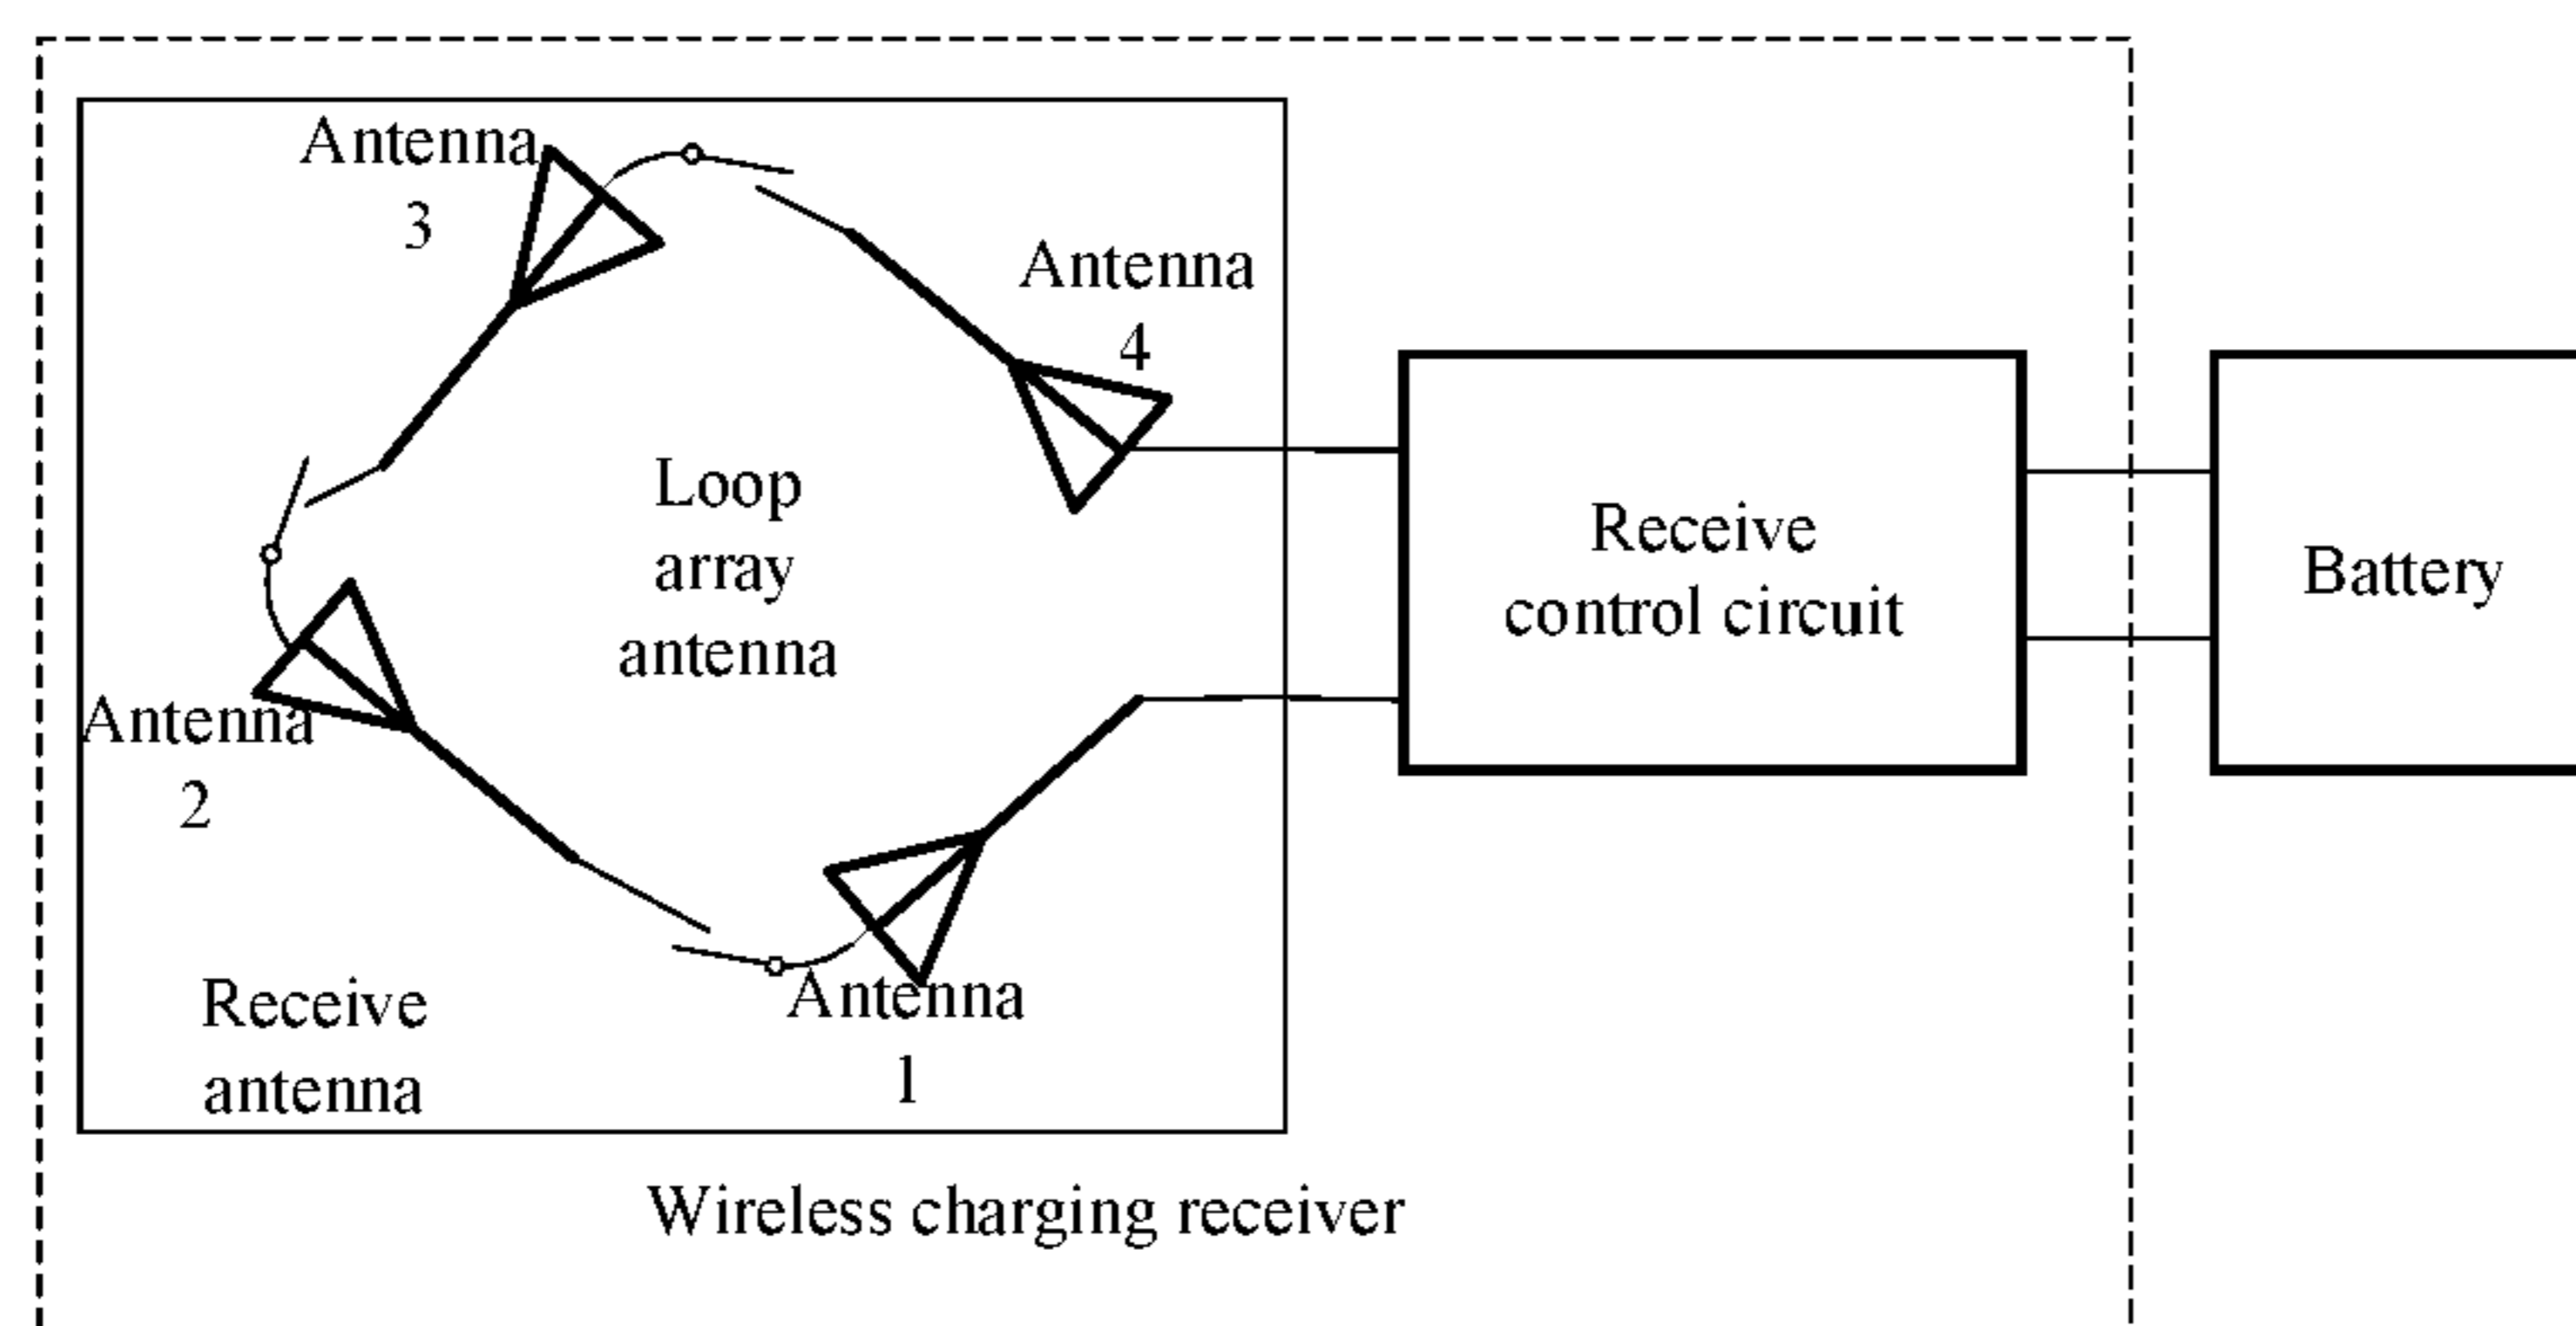 Antenna
3
Antenna
4
Loop
array
antenna
Receive
control circuit
Battery
Antenna
2
Antenna
1
Receive
antenna
Wireless charging receiver